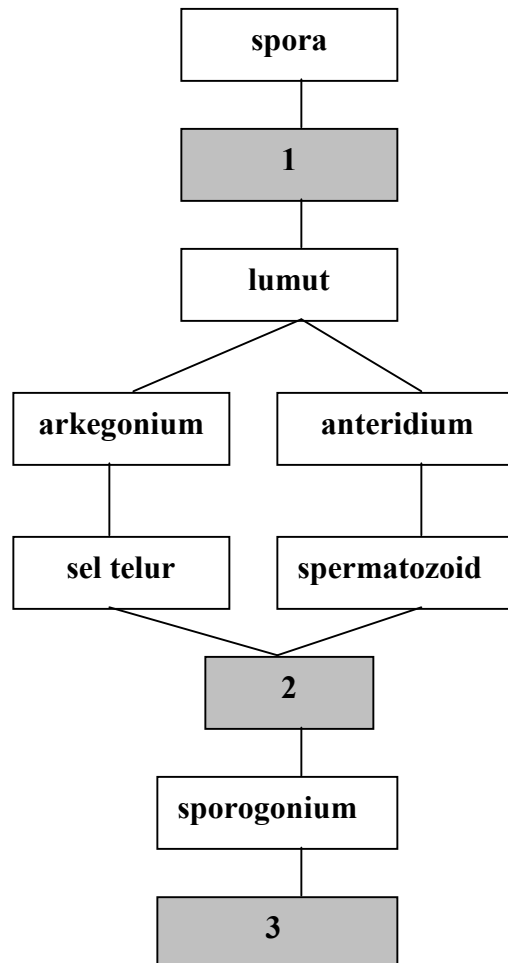 spora
1
lumut
arkegonium
anteridium
sel telur
spermatozoid
2
sporogonium
3